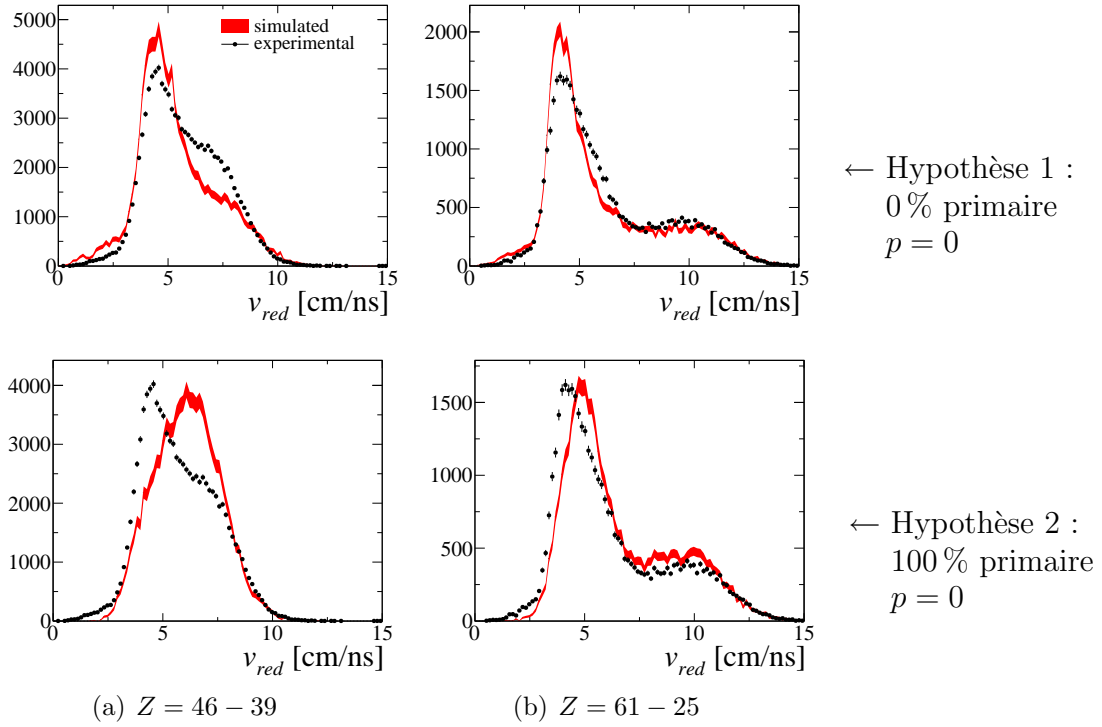 5000
4000
3000
2000
1000
0
0 5 10 15
simulated
experimental
v_red [cm/ns]
2000
1500
1000
500
0
0 5 10 15
v_red [cm/ns]
← Hypothèse 1 :
0 % primaire
p = 0
4000
3000
2000
1000
0
0 5 10 15
v_red [cm/ns]
1500
1000
500
0
0 5 10 15
v_red [cm/ns]
← Hypothèse 2 :
100 % primaire
p = 0
(a) Z = 46 − 39
(b) Z = 61 − 25